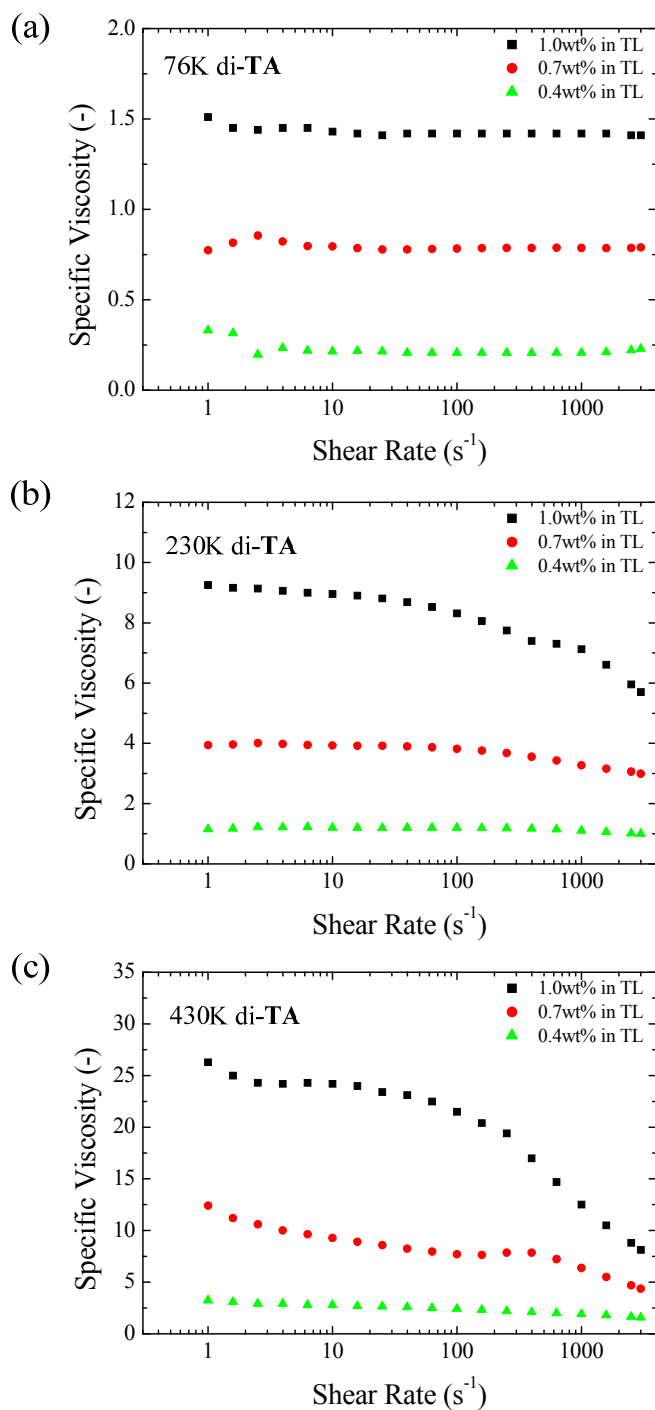 (a)
76K di-TA
1.0wt% in TL
0.7wt% in TL
0.4wt% in TL
Specific Viscosity (-)
2.0
1.5
1.0
0.5
0.0
1 10 100 1000
Shear Rate (s⁻¹)
(b)
230K di-TA
1.0wt% in TL
0.7wt% in TL
0.4wt% in TL
Specific Viscosity (-)
12
10
8
6
4
2
0
1 10 100 1000
Shear Rate (s⁻¹)
(c)
430K di-TA
1.0wt% in TL
0.7wt% in TL
0.4wt% in TL
Specific Viscosity (-)
35
30
25
20
15
10
5
0
1 10 100 1000
Shear Rate (s⁻¹)